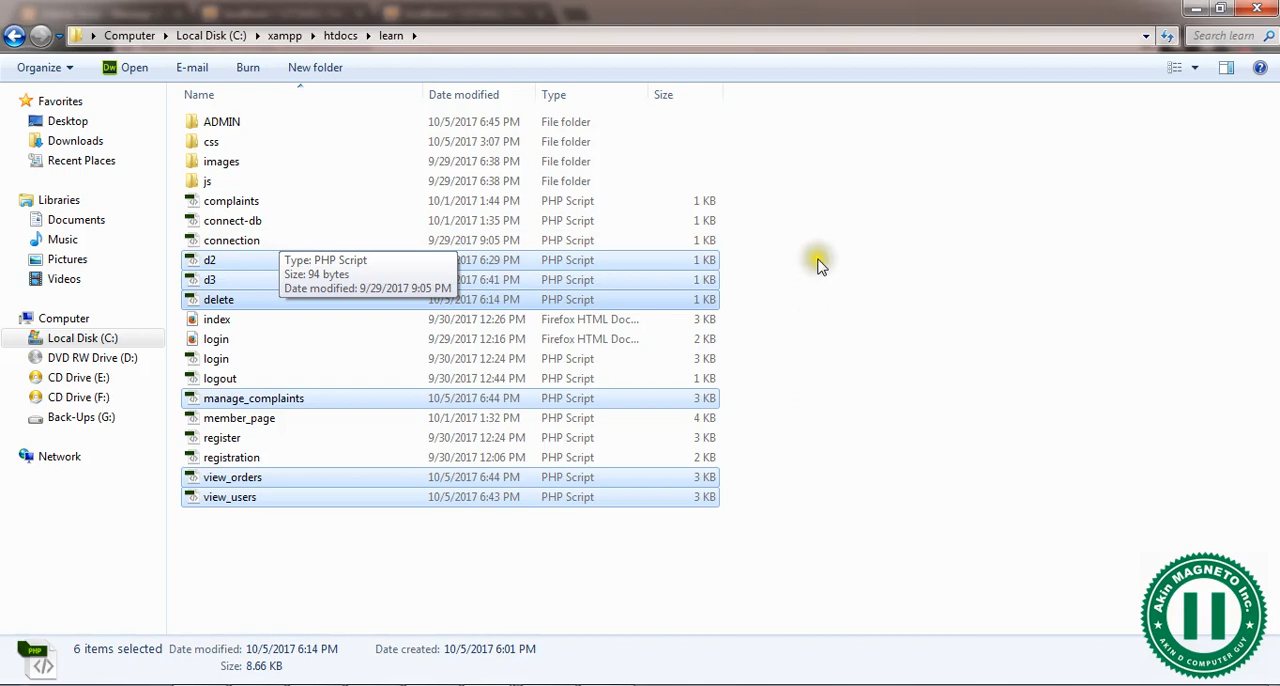 Computer Local Disk (C:) xampp htdocs learn Search learn
Organize Open E-mail Burn New folder
Name Date modified Type Size
Favorites
Desktop
Downloads
Recent Places
Libraries
Documents
Music
Pictures
Videos
Computer
Local Disk (C:)
DVD RW Drive (D:)
CD Drive (E:)
CD Drive (F:)
Back-Ups (G:)
Network
ADMIN 10/5/2017 6:45 PM File folder
css 10/5/2017 3:07 PM File folder
images 9/29/2017 6:38 PM File folder
js 9/29/2017 6:38 PM File folder
complaints 10/1/2017 1:44 PM PHP Script 1 KB
connect-db 10/1/2017 1:35 PM PHP Script 1 KB
connection 9/29/2017 9:05 PM PHP Script 1 KB
d2 6:29 PM PHP Script 1 KB
d3 6:41 PM PHP Script 1 KB
delete 10/5/2017 6:14 PM PHP Script 1 KB
Type: PHP Script
Size: 94 bytes
Date modified: 9/29/2017 9:05 PM
index 9/30/2017 12:26 PM Firefox HTML Doc... 3 KB
login 9/29/2017 12:16 PM Firefox HTML Doc... 2 KB
login 9/30/2017 12:24 PM PHP Script 3 KB
logout 9/30/2017 12:44 PM PHP Script 1 KB
manage_complaints 10/5/2017 6:44 PM PHP Script 3 KB
member_page 10/1/2017 1:32 PM PHP Script 4 KB
register 9/30/2017 12:24 PM PHP Script 3 KB
registration 9/30/2017 12:06 PM PHP Script 2 KB
view_orders 10/5/2017 6:44 PM PHP Script 3 KB
view_users 10/5/2017 6:43 PM PHP Script 3 KB
6 items selected Date modified: 10/5/2017 6:14 PM Date created: 10/5/2017 6:01 PM
Size: 8.66 KB
PHP
Akin MAGNETO Inc.
AKIN D COMPUTER GUY